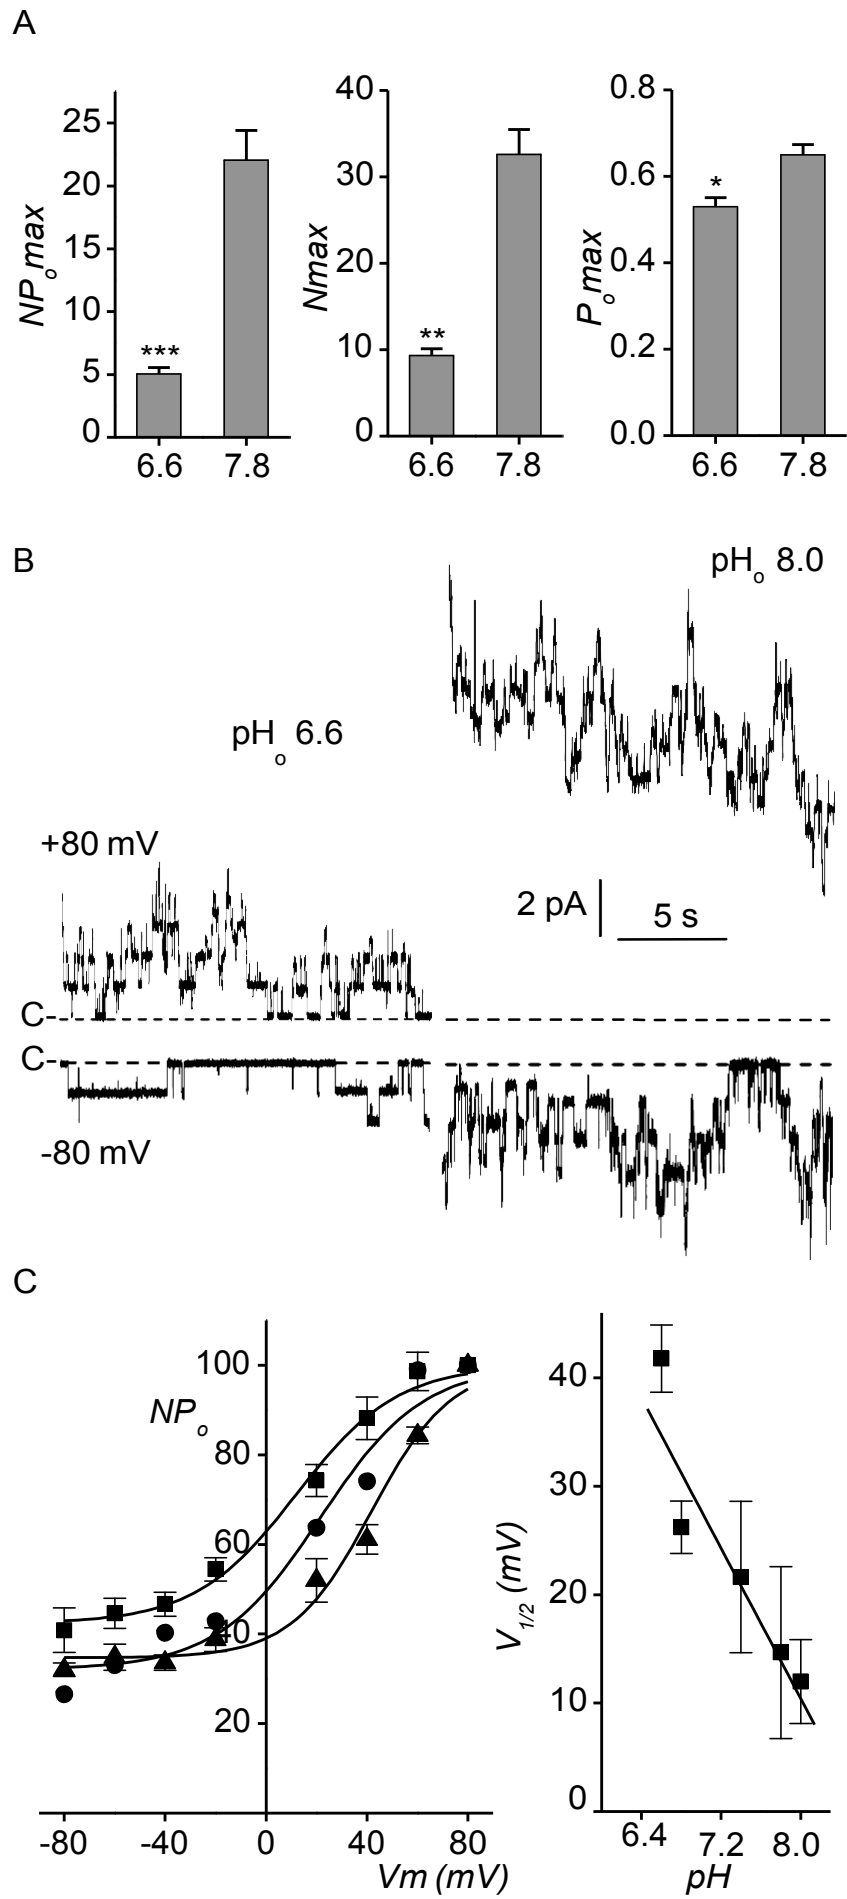 A
NPomax
25
20
15
10
5
0
***
6.6 7.8
Nmax
40
30
20
10
0
**
6.6 7.8
Pomax
0.8
0.6
0.4
0.2
0.0
*
6.6 7.8
B
pHo 8.0
pHo 6.6
+80 mV
2 pA
5 s
C-
C-
-80 mV
C
NPo
100
80
60
40
20
-80 -40 0 40 80
Vm (mV)
V1/2 (mV)
40
30
20
10
0
6.4 7.2 8.0
pH